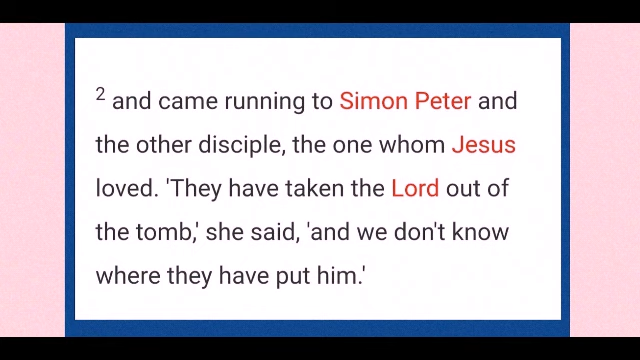 2 and came running to Simon Peter and
the other disciple, the one whom Jesus
loved. 'They have taken the Lord out of
the tomb,' she said, 'and we don't know
where they have put him.'